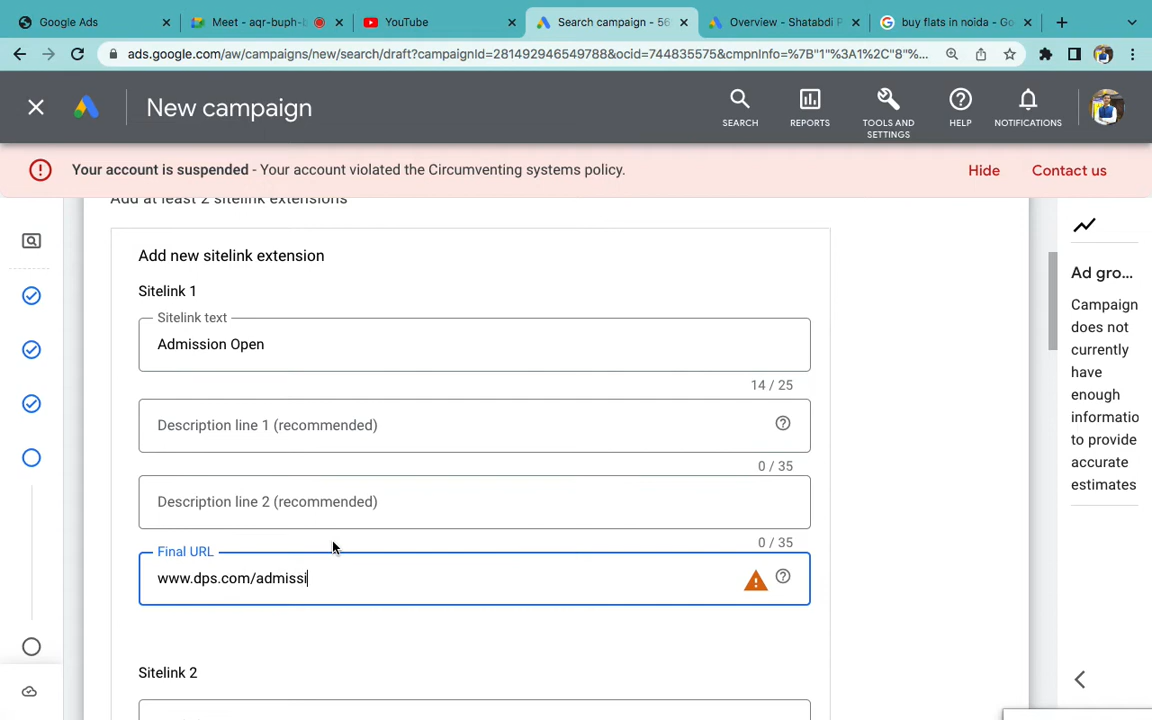 Google Ads
Meet - aqr-buph-b
YouTube
Search campaign - 56
Overview - Shatabdi P
buy flats in noida - Go
ads.google.com/aw/campaigns/new/search/draft?campaignId=281492946549788&ocid=744835575&cmpnInfo=%7B"1"%3A1%2C"8"%...
New campaign
SEARCH
REPORTS
TOOLS AND SETTINGS
HELP
NOTIFICATIONS
Your account is suspended - Your account violated the Circumventing systems policy.
Hide
Contact us
Add at least 2 sitelink extensions
Add new sitelink extension
Sitelink 1
Sitelink text
Admission Open
14 / 25
Description line 1 (recommended)
0 / 35
Description line 2 (recommended)
0 / 35
Final URL
www.dps.com/admissi
Sitelink 2
Ad gro...
Campaign
does not
currently
have
enough
informatio
to provide
accurate
estimates